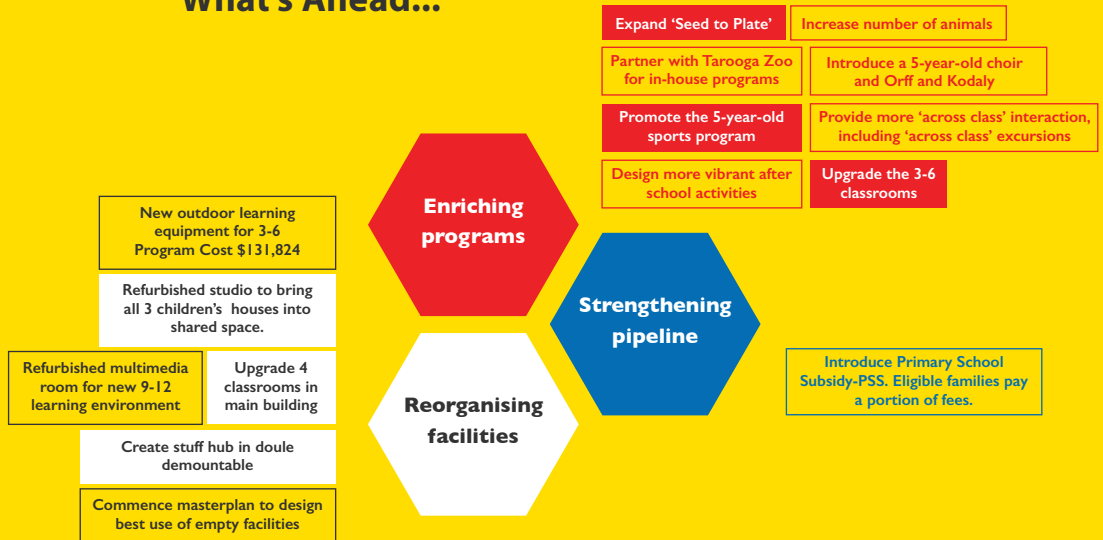 What's Ahead...
Expand ‘Seed to Plate’
Increase number of animals
Partner with Tarooga Zoo
for in-house programs
Introduce a 5-year-old choir
and Orff and Kodaly
Promote the 5-year-old
sports program
Provide more ‘across class’ interaction,
including ‘across class’ excursions
Design more vibrant after
school activities
Upgrade the 3-6
classrooms
Enriching
programs
Strengthening
pipeline
Reorganising
facilities
New outdoor learning
equipment for 3-6
Program Cost $131,824
Refurbished studio to bring
all 3 children’s houses into
shared space.
Refurbished multimedia
room for new 9-12
learning environment
Upgrade 4
classrooms in
main building
Create stuff hub in doule
demountable
Commence masterplan to design
best use of empty facilities
Introduce Primary School
Subsidy-PSS. Eligible families pay
a portion of fees.